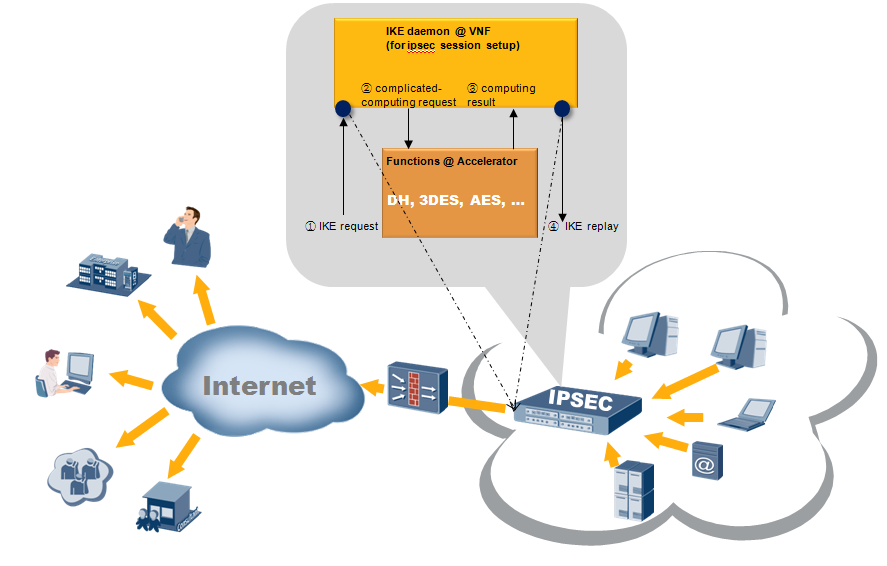 IKE daemon @ VNF
(for ipsec session setup)
② complicated-
computing request
③ computing
result
Functions @ Accelerator
DH, 3DES, AES, ...
① IKE request
④ IKE replay
Internet
IPSEC
@